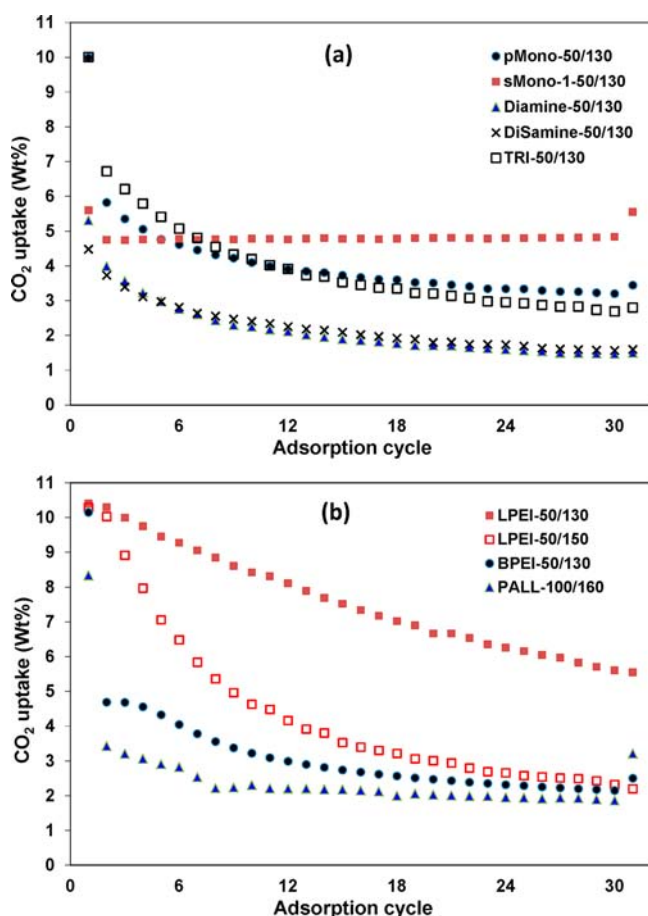 (a)
CO₂ uptake (Wt%)
11
10
9
8
7
6
5
4
3
2
1
0
pMono-50/130
sMono-1-50/130
Diamine-50/130
DiSamine-50/130
TRI-50/130
0 6 12 18 24 30
Adsorption cycle
(b)
CO₂ uptake (Wt%)
11
10
9
8
7
6
5
4
3
2
1
0
LPEI-50/130
LPEI-50/150
BPEI-50/130
PALL-100/160
0 6 12 18 24 30
Adsorption cycle